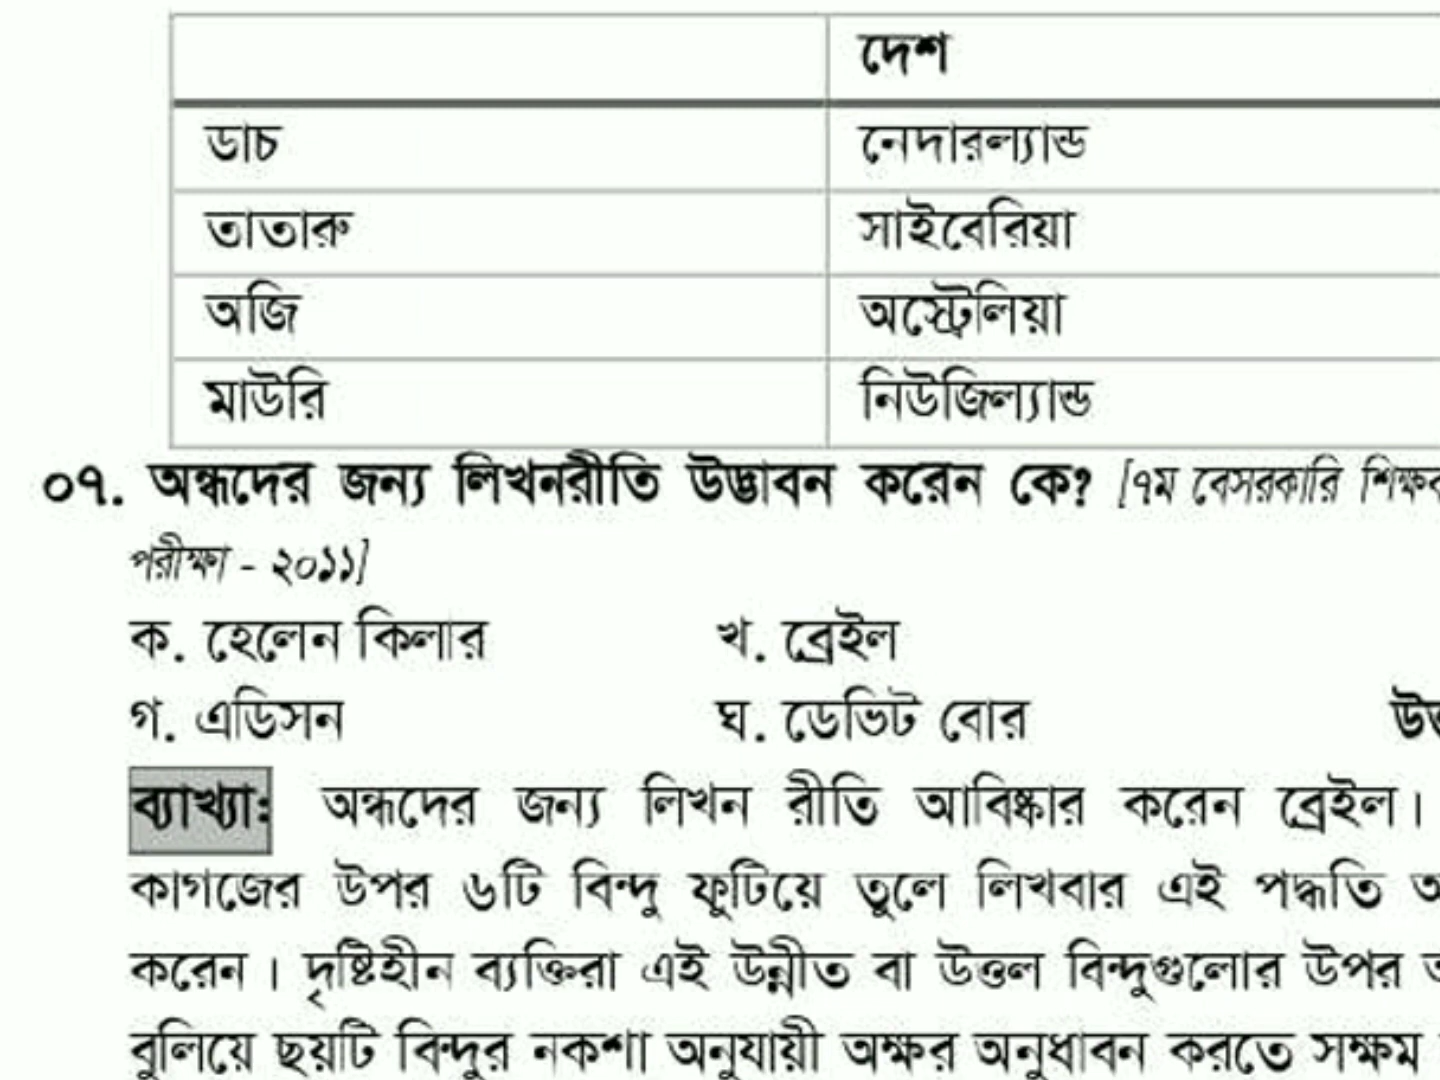 দেশ
ডাচ নেদারল্যান্ড
তাতারু সাইবেরিয়া
অজি অস্ট্রেলিয়া
মাউরি নিউজিল্যান্ড
০৭. অন্ধদের জন্য লিখনরীতি উদ্ভাবন করেন কে? [৭ম বেসরকারি
পরীক্ষা - ২০১১]
ক. হেলেন কিলার খ. ব্রেইল
গ. এডিসন ঘ. ডেভিট বোর
ব্যাখ্যা: অন্ধদের জন্য লিখন রীতি আবিষ্কার করেন ব্রেইল।
কাগজের উপর ৬টি বিন্দু ফুটিয়ে তুলে লিখবার এই পদ্ধতি
করেন। দৃষ্টিহীন ব্যক্তিরা এই উন্নীত বা উত্তল বিন্দুগুলোর উপর
বুলিয়ে ছয়টি বিন্দুর নকশা অনুযায়ী অক্ষর অনুধাবন করতে সক্ষম